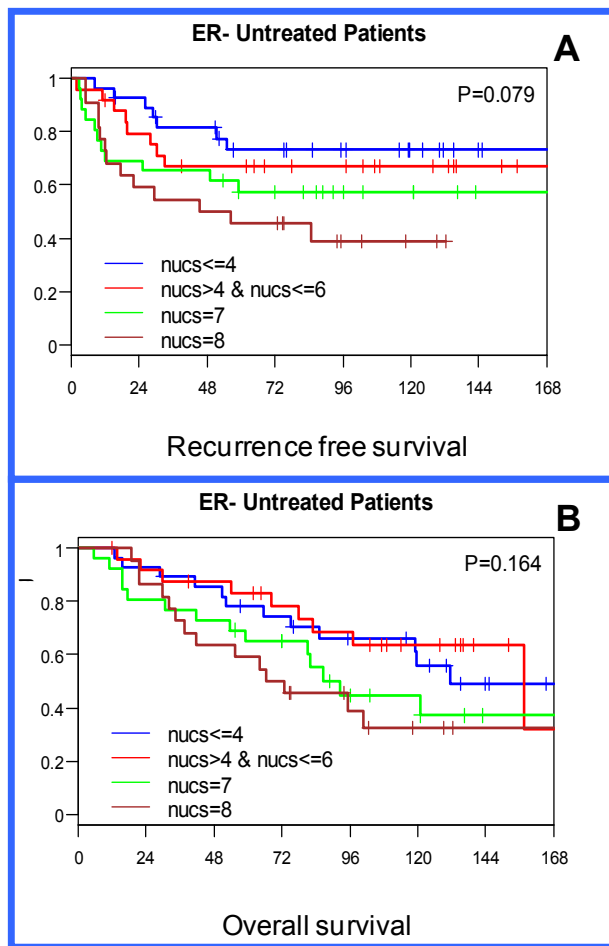 ER- Untreated Patients
A
P=0.079
1
0.8
0.6
0.4
0.2
0
nucs<=4
nucs>4 & nucs<=6
nucs=7
nucs=8
0 24 48 72 96 120 144 168
Recurrence free survival
ER- Untreated Patients
B
P=0.164
1
0.8
0.6
0.4
0.2
0
nucs<=4
nucs>4 & nucs<=6
nucs=7
nucs=8
0 24 48 72 96 120 144 168
Overall survival